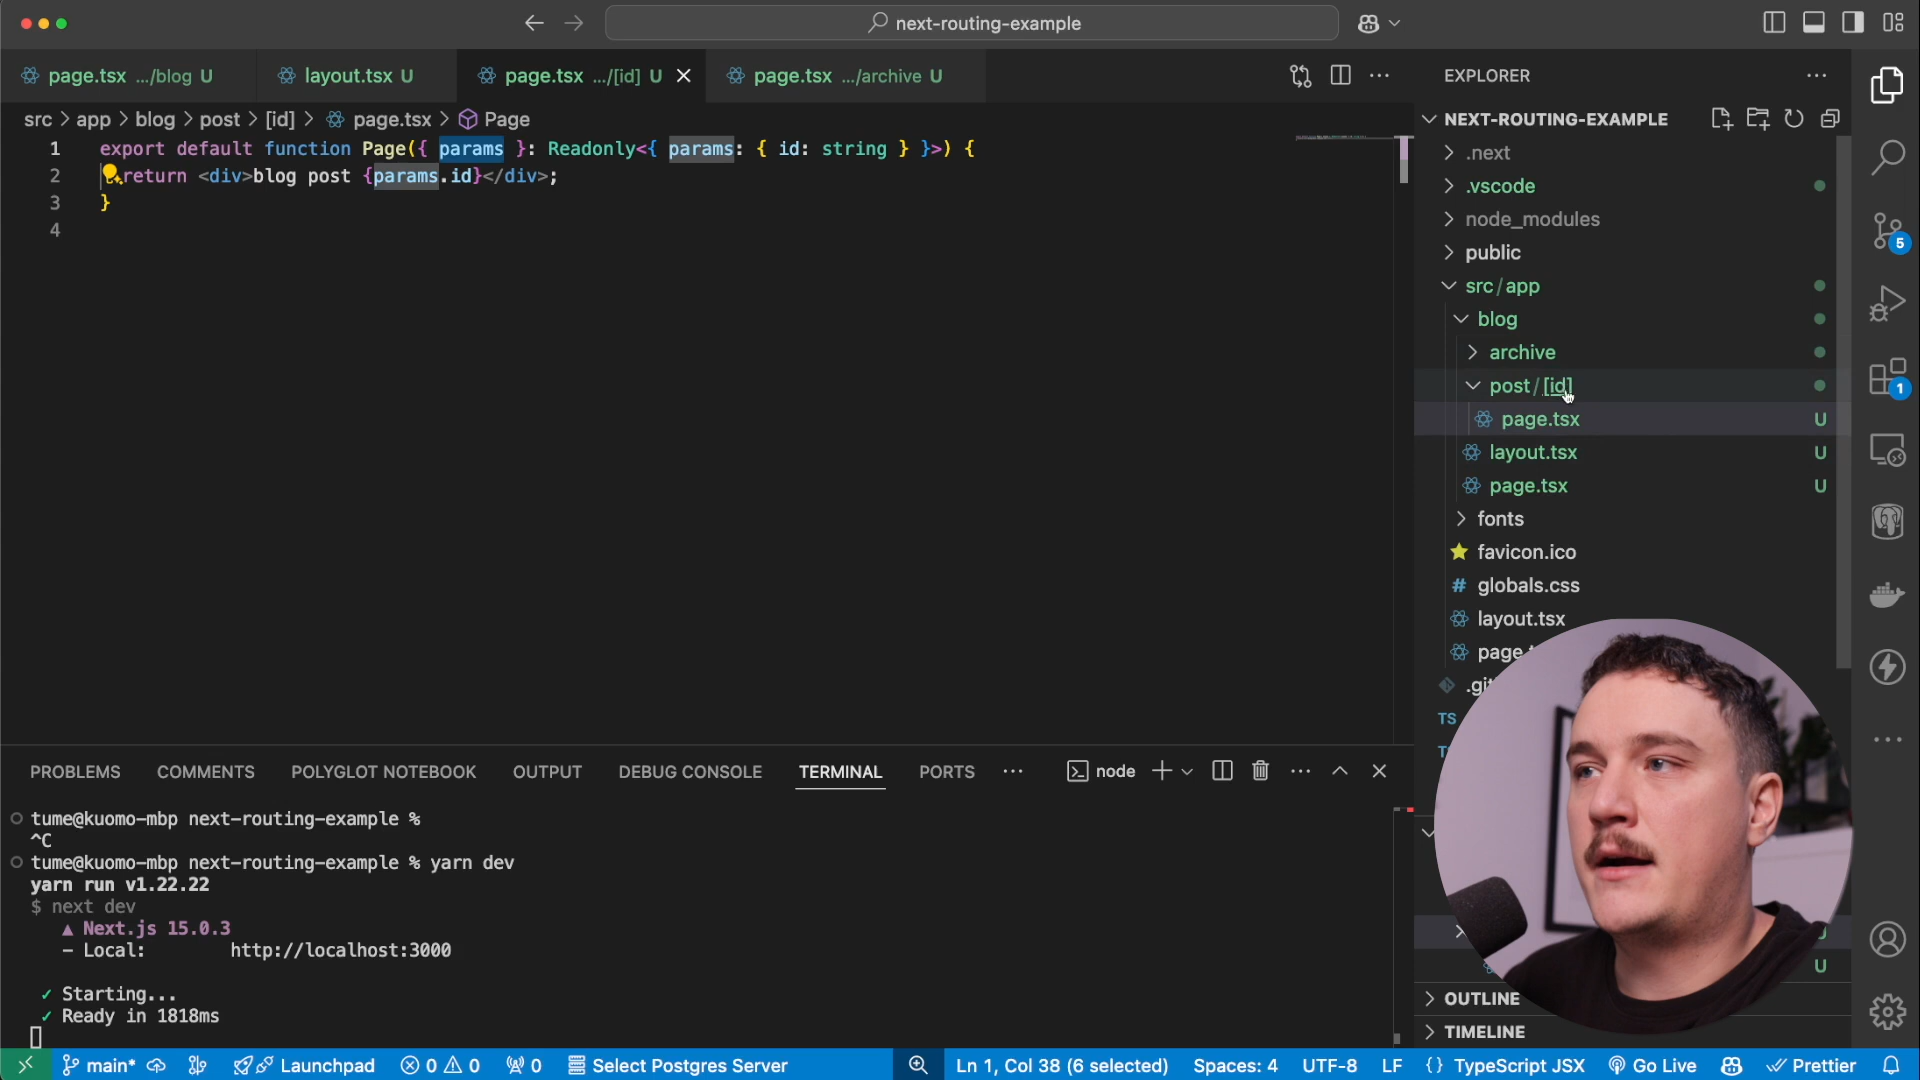 next-routing-example
page.tsx .../blog U
layout.tsx U
page.tsx .../[id] U
page.tsx .../archive U
EXPLORER
src > app > blog > post > [id] > page.tsx > Page
NEXT-ROUTING-EXAMPLE
1 export default function Page({ params }: Readonly<{ params: { id: string } }>) {
2 return <div>blog post {params.id}</div>;
3 }
4
.next
.vscode
node_modules
public
src/app
blog
archive
post/[id]
page.tsx U
layout.tsx U
page.tsx U
fonts
favicon.ico
# globals.css
layout.tsx
TS
U
5
1
PROBLEMS COMMENTS POLYGLOT NOTEBOOK OUTPUT DEBUG CONSOLE TERMINAL PORTS
node
tume@kuomo-mbp next-routing-example %
^C
tume@kuomo-mbp next-routing-example % yarn dev
yarn run v1.22.22
$ next dev
▲ Next.js 15.0.3
- Local: http://localhost:3000
✓ Starting...
✓ Ready in 1818ms
OUTLINE
TIMELINE
main* Launchpad 0 0 0 Select Postgres Server Ln 1, Col 38 (6 selected) Spaces: 4 UTF-8 LF {} TypeScript JSX Go Live Prettier